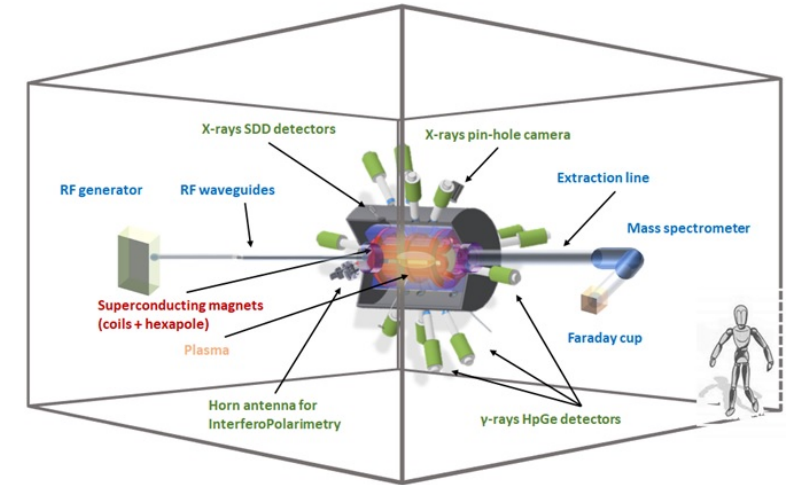 X-rays SDD detectors
X-rays pin-hole camera
RF generator
RF waveguides
Extraction line
Mass spectrometer
Superconducting magnets
(coils + hexapole)
Plasma
Faraday cup
Horn antenna for
InterferoPolarimetry
γ-rays HpGe detectors